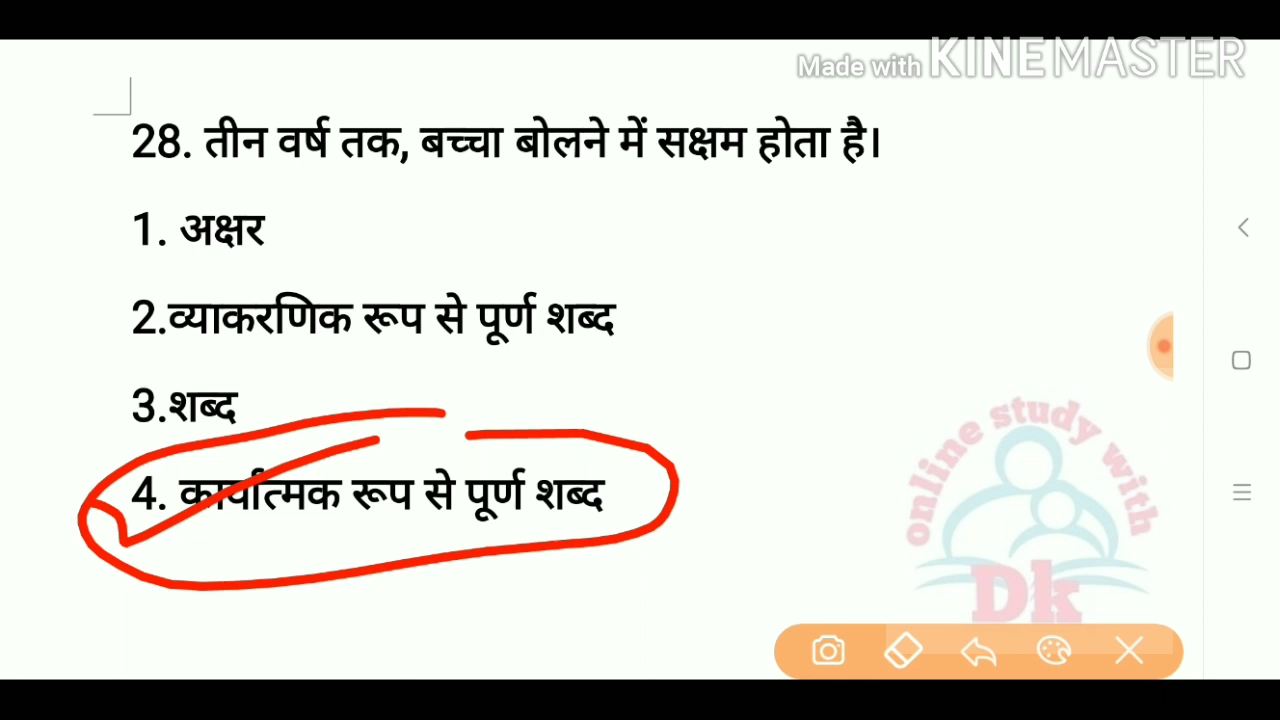 Made with KINEMASTER
28. तीन वर्ष तक, बच्चा बोलने में सक्षम होता है।
1. अक्षर
2.व्याकरणिक रूप से पूर्ण शब्द
3.शब्द
4. कार्यात्मक रूप से पूर्ण शब्द
online study with
Dk